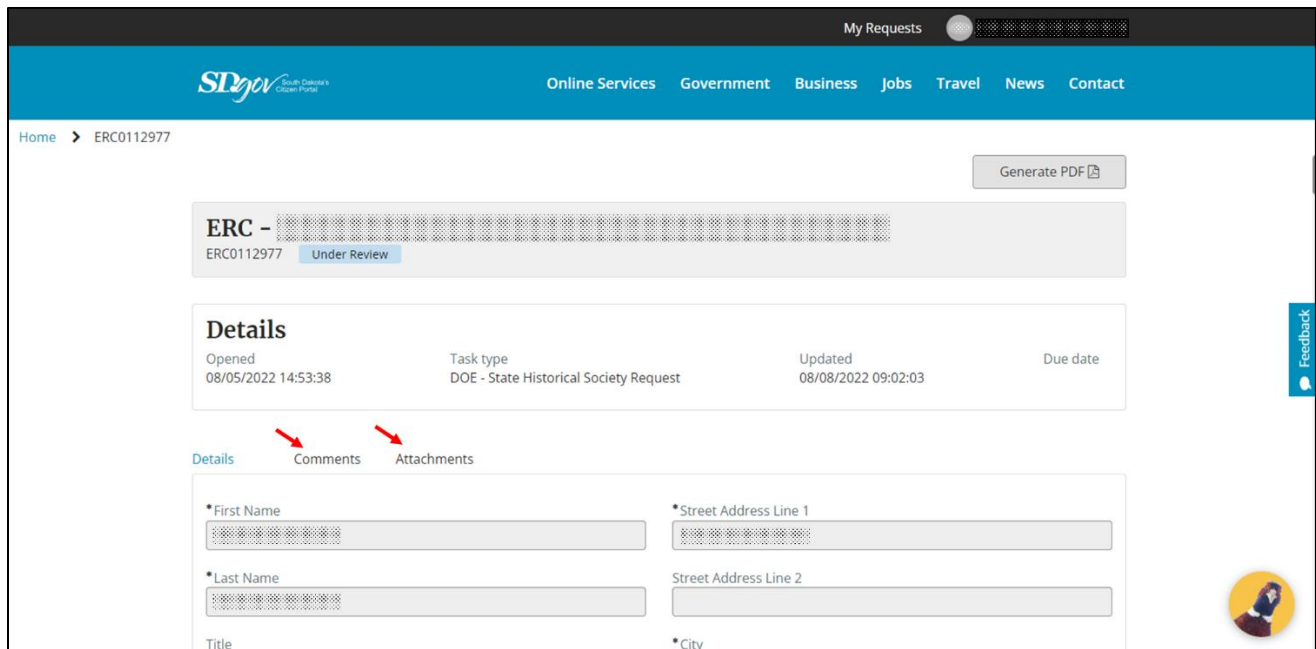 My Requests
SDgov South Dakota's Citizen Portal
Online Services Government Business Jobs Travel News Contact
Home > ERC0112977
Generate PDF
ERC -
ERC0112977 Under Review
Details
Opened Task type Updated Due date
08/05/2022 14:53:38 DOE - State Historical Society Request 08/08/2022 09:02:03
Feedback
Details Comments Attachments
*First Name *Street Address Line 1
*Last Name Street Address Line 2
Title *City